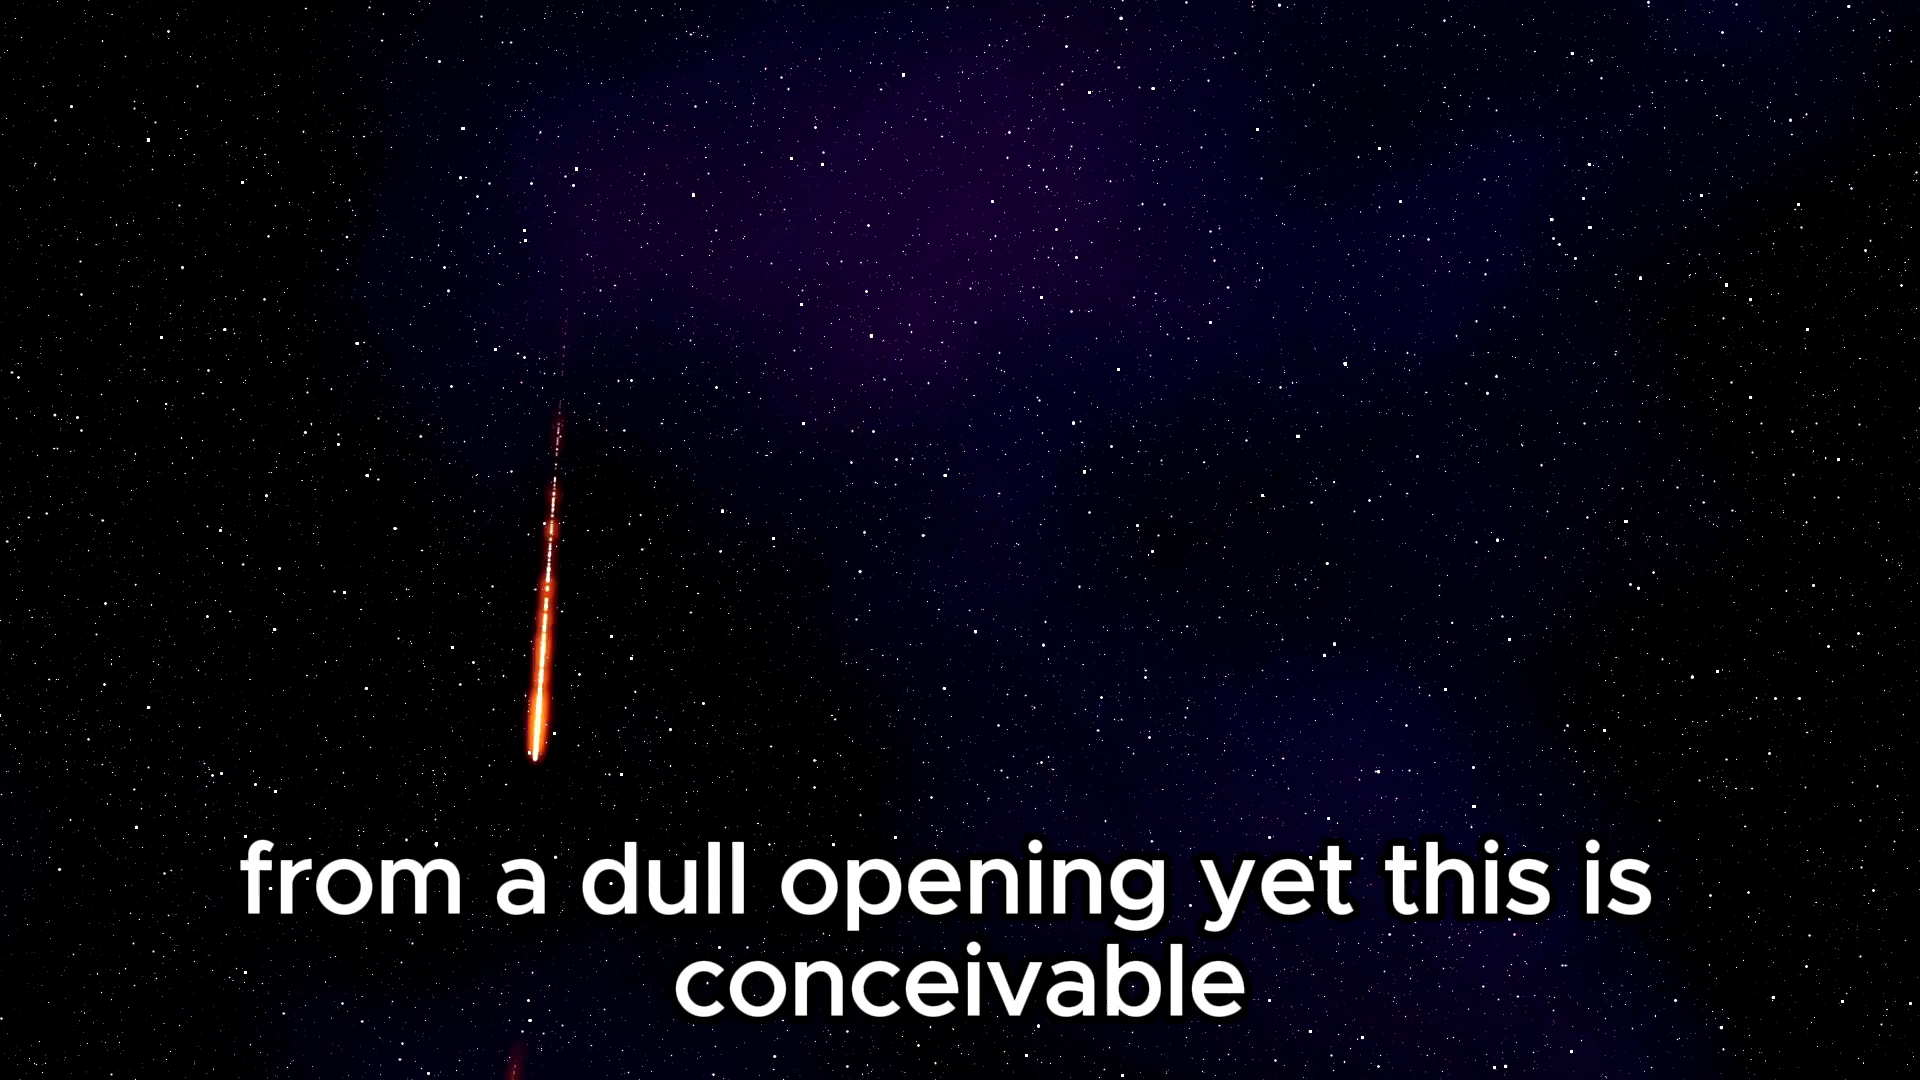 from a dull opening yet this is
conceivable